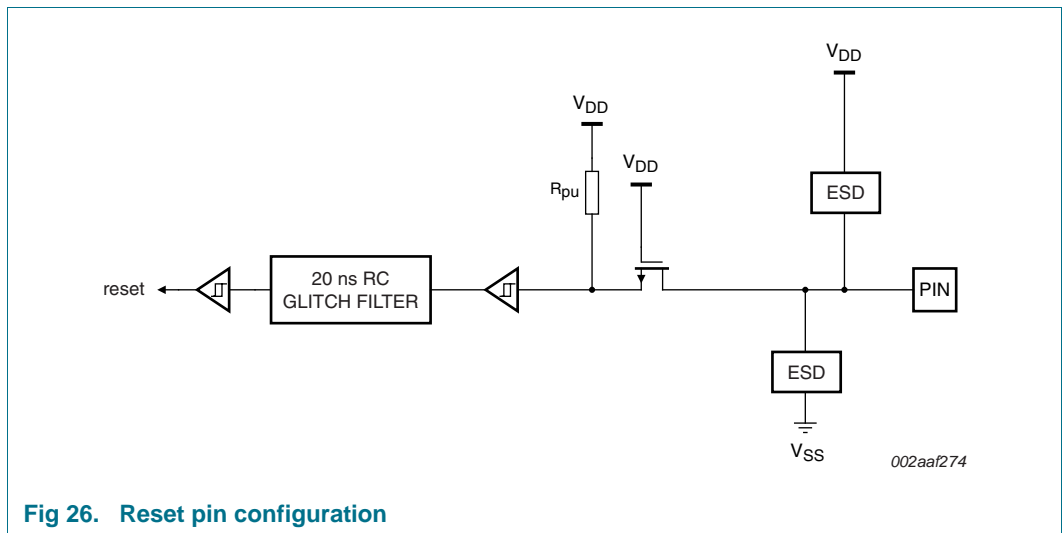 VDD
VDD
VDD
Rpu
ESD
reset
20 ns RC
GLITCH FILTER
PIN
ESD
VSS
002aaf274
Fig 26. Reset pin configuration